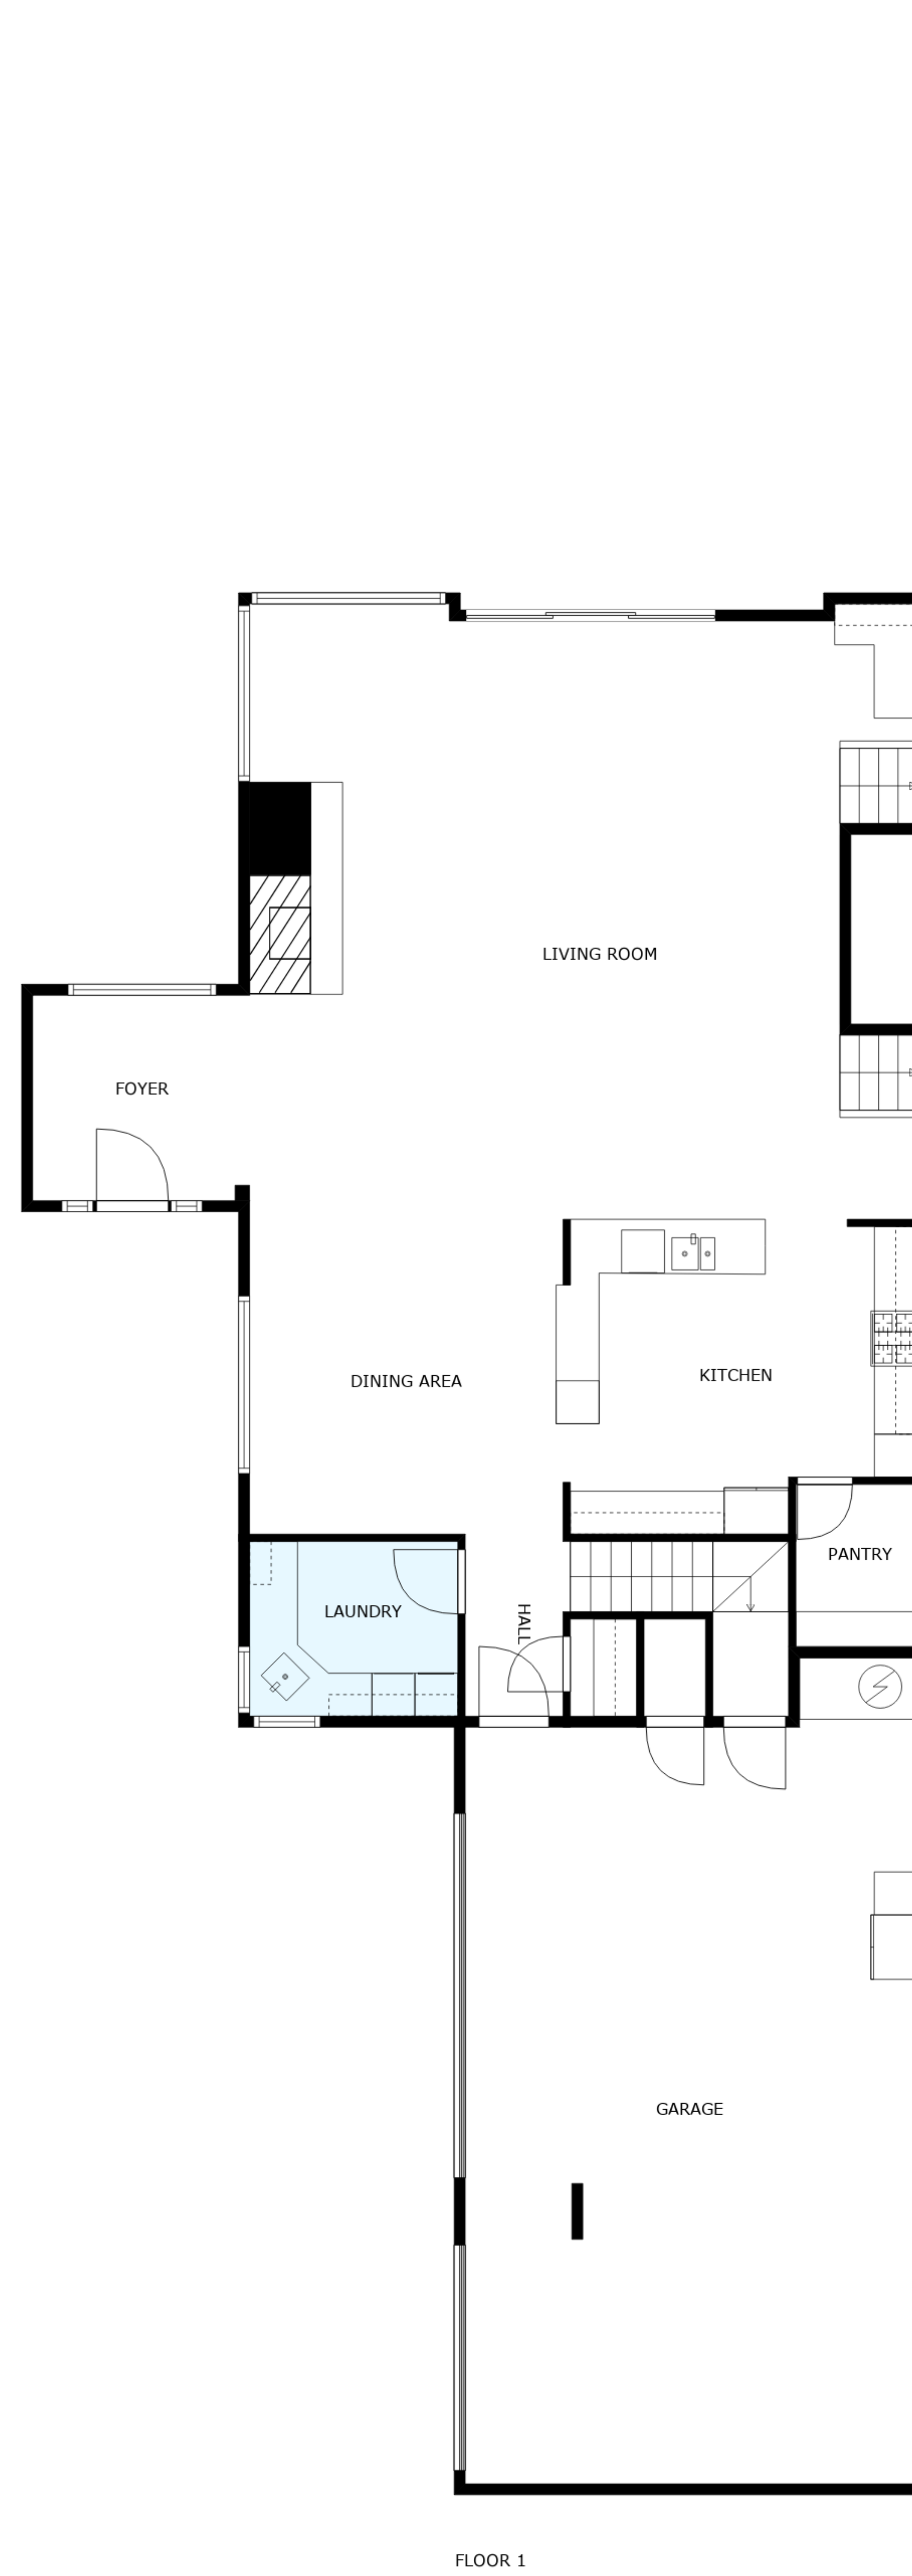 LIVING ROOM
FOYER
DINING AREA
KITCHEN
PANTRY
LAUNDRY
HALL
GARAGE
FLOOR 1